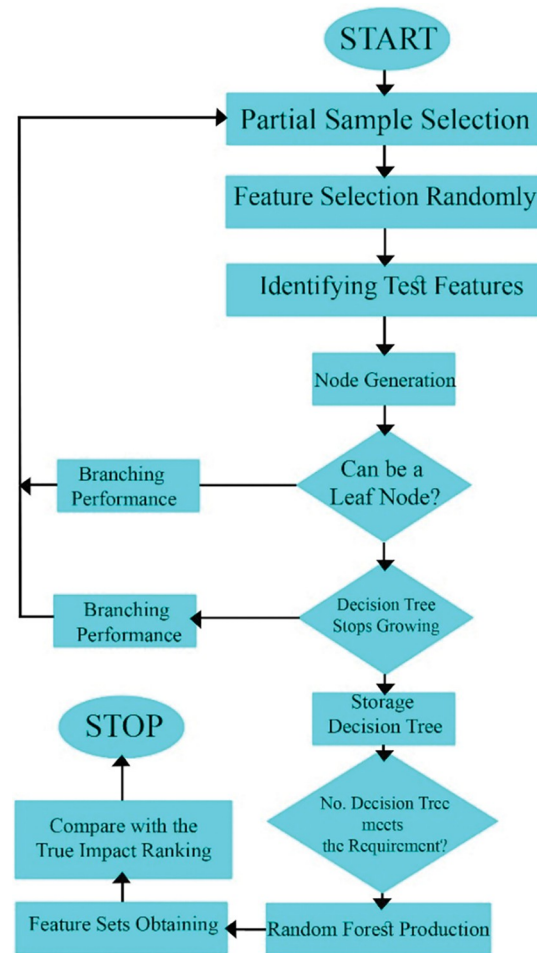 START
Partial Sample Selection
Feature Selection Randomly
Identifying Test Features
Node Generation
Can be a
Leaf Node?
Branching
Performance
Decision Tree
Stops Growing
Branching
Performance
Storage
Decision Tree
No. Decision Tree
meets
the Requirement?
Random Forest Production
Feature Sets Obtaining
Compare with the
True Impact Ranking
STOP